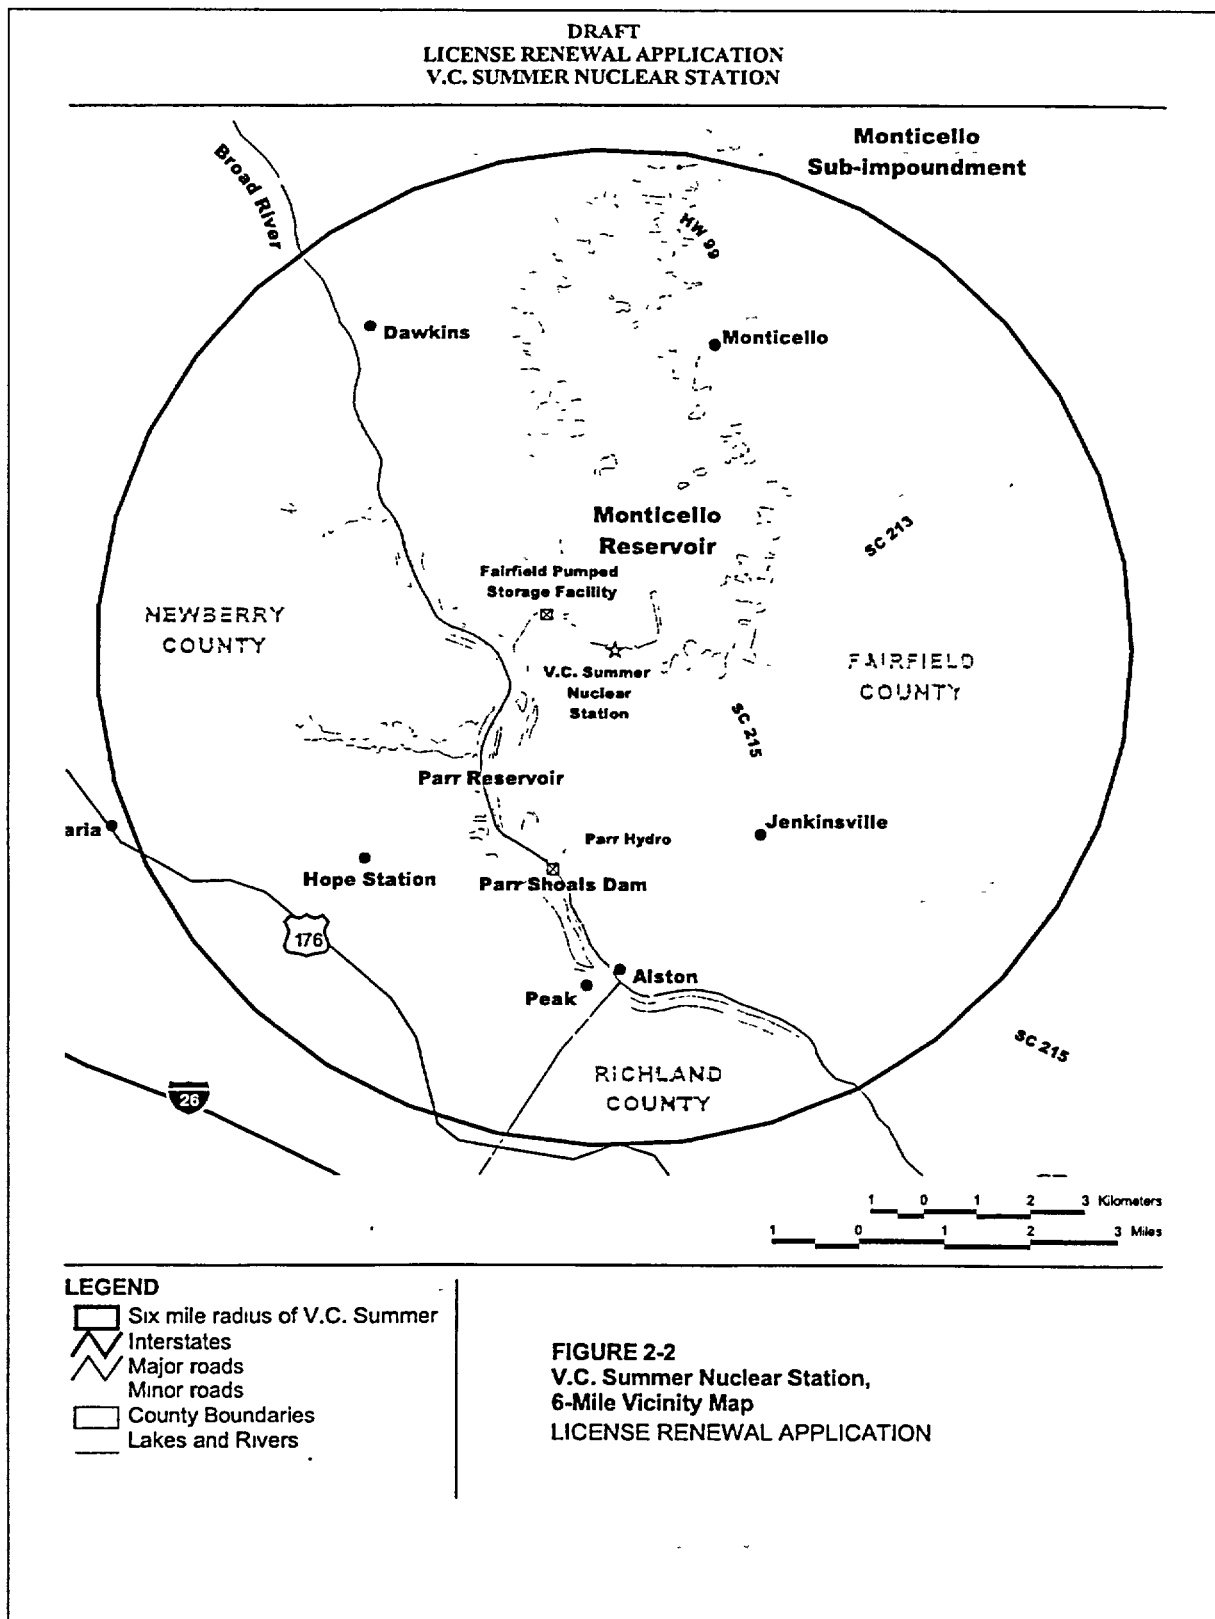 DRAFT
LICENSE RENEWAL APPLICATION
V.C. SUMMER NUCLEAR STATION
Monticello
Sub-impoundment
Broad River
HW 99
Dawkins
Monticello
Monticello
Reservoir
SC 213
Fairfield Pumped
Storage Facility
NEWBERRY
COUNTY
FAIRFIELD
COUNTY
V.C. Summer
Nuclear
Station
SC 215
Parr Reservoir
aria
Jenkinsville
Parr Hydro
Hope Station
Parr Shoals Dam
176
Alston
Peak
SC 215
RICHLAND
COUNTY
26
1 0 1 2 3 Kilometers
1 0 1 2 3 Miles
LEGEND
Six mile radius of V.C. Summer
Interstates
Major roads
Minor roads
County Boundaries
Lakes and Rivers
FIGURE 2-2
V.C. Summer Nuclear Station,
6-Mile Vicinity Map
LICENSE RENEWAL APPLICATION